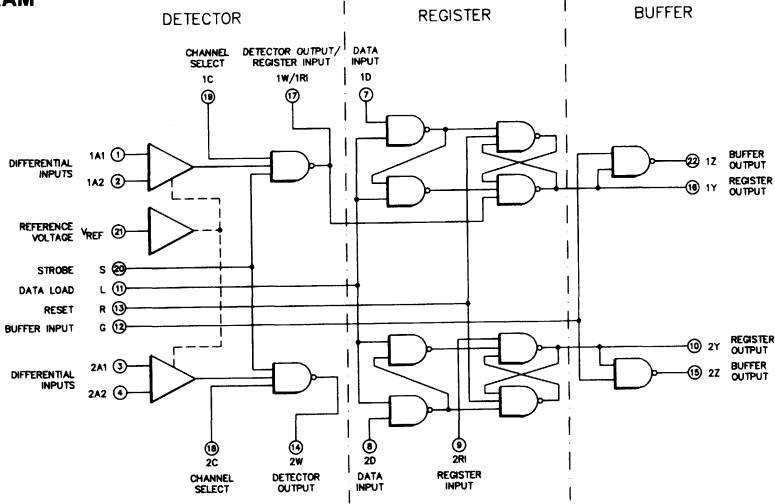 RAM
DETECTOR
REGISTER
BUFFER
CHANNEL
SELECT
1C
19
DETECTOR OUTPUT/
REGISTER INPUT
1W/1RI
17
DATA
INPUT
1D
7
DIFFERENTIAL
INPUTS
1A1 1
1A2 2
22 1Z BUFFER
OUTPUT
16 1Y REGISTER
OUTPUT
REFERENCE
VOLTAGE VREF 21
STROBE S 20
DATA LOAD L 11
RESET R 13
BUFFER INPUT G 12
DIFFERENTIAL
INPUTS
2A1 3
2A2 4
10 2Y REGISTER
OUTPUT
15 2Z BUFFER
OUTPUT
18
2C
CHANNEL
SELECT
14
2W
DETECTOR
OUTPUT
8
2D
DATA
INPUT
9
2RI
REGISTER
INPUT